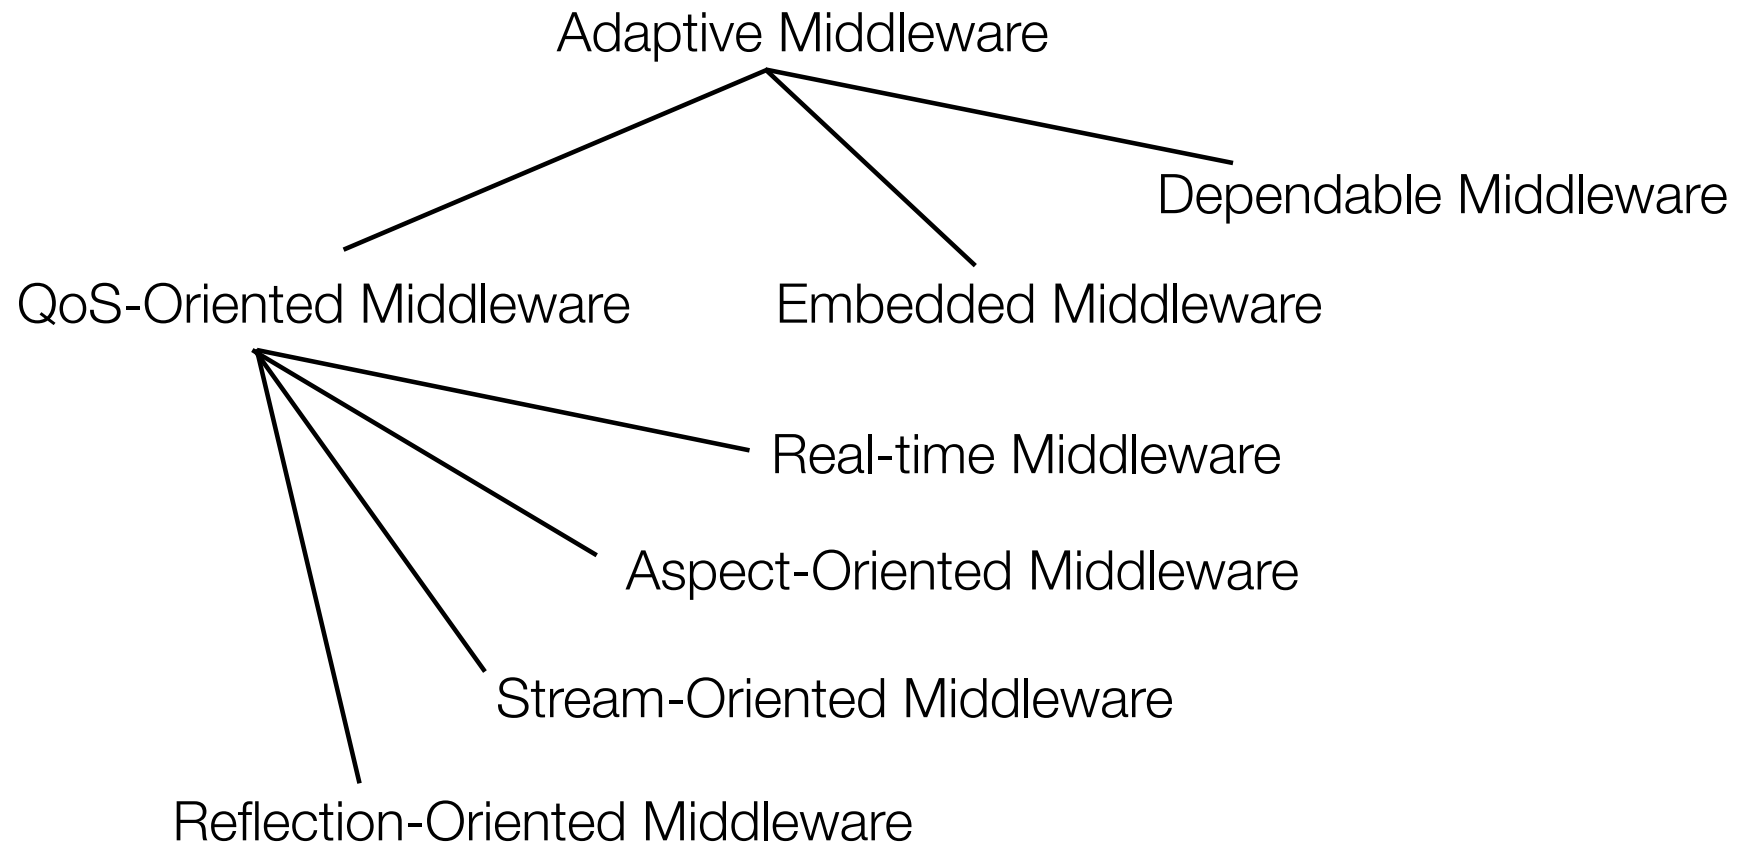 Adaptive Middleware
Dependable Middleware
QoS-Oriented Middleware
Embedded Middleware
Real-time Middleware
Aspect-Oriented Middleware
Stream-Oriented Middleware
Reflection-Oriented Middleware